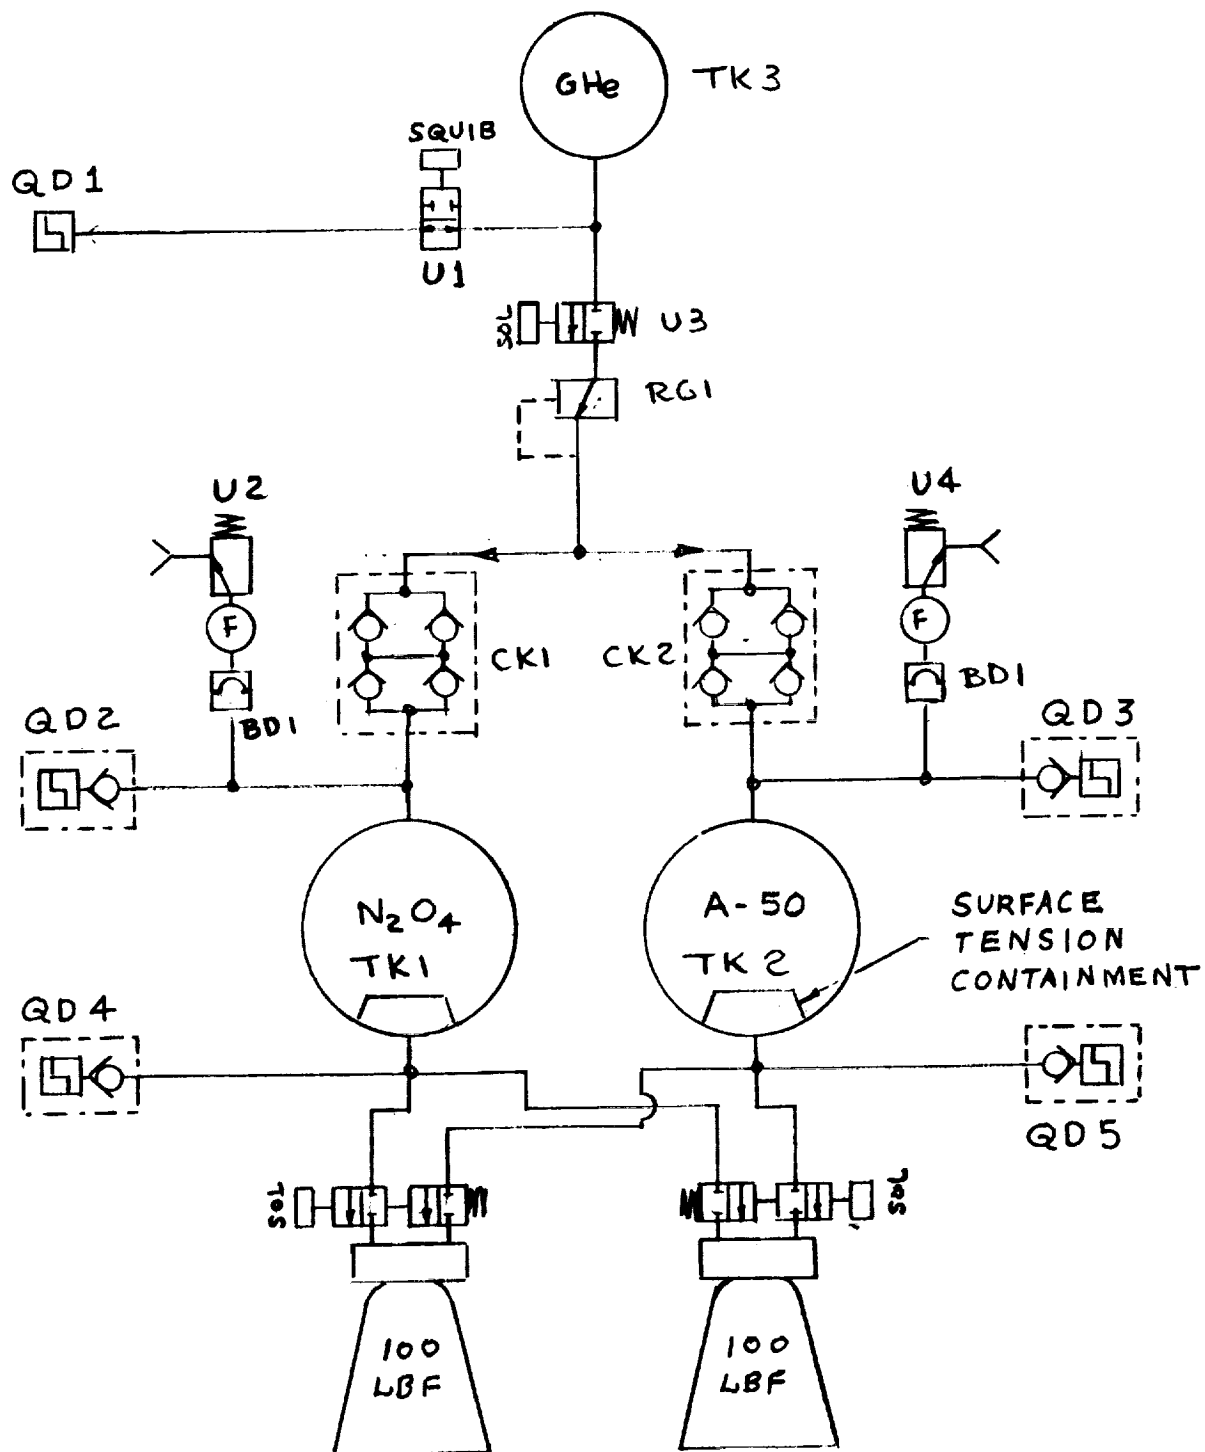 GHe
TK3
SQUIB
QD1
U1
SOL
U3
RG1
U2
U4
F
F
CK1
CK2
BD1
BD1
QD2
QD3
N₂O₄
TK1
A-50
TK2
SURFACE
TENSION
CONTAINMENT
QD4
QD5
SOL
SOL
100
LBF
100
LBF